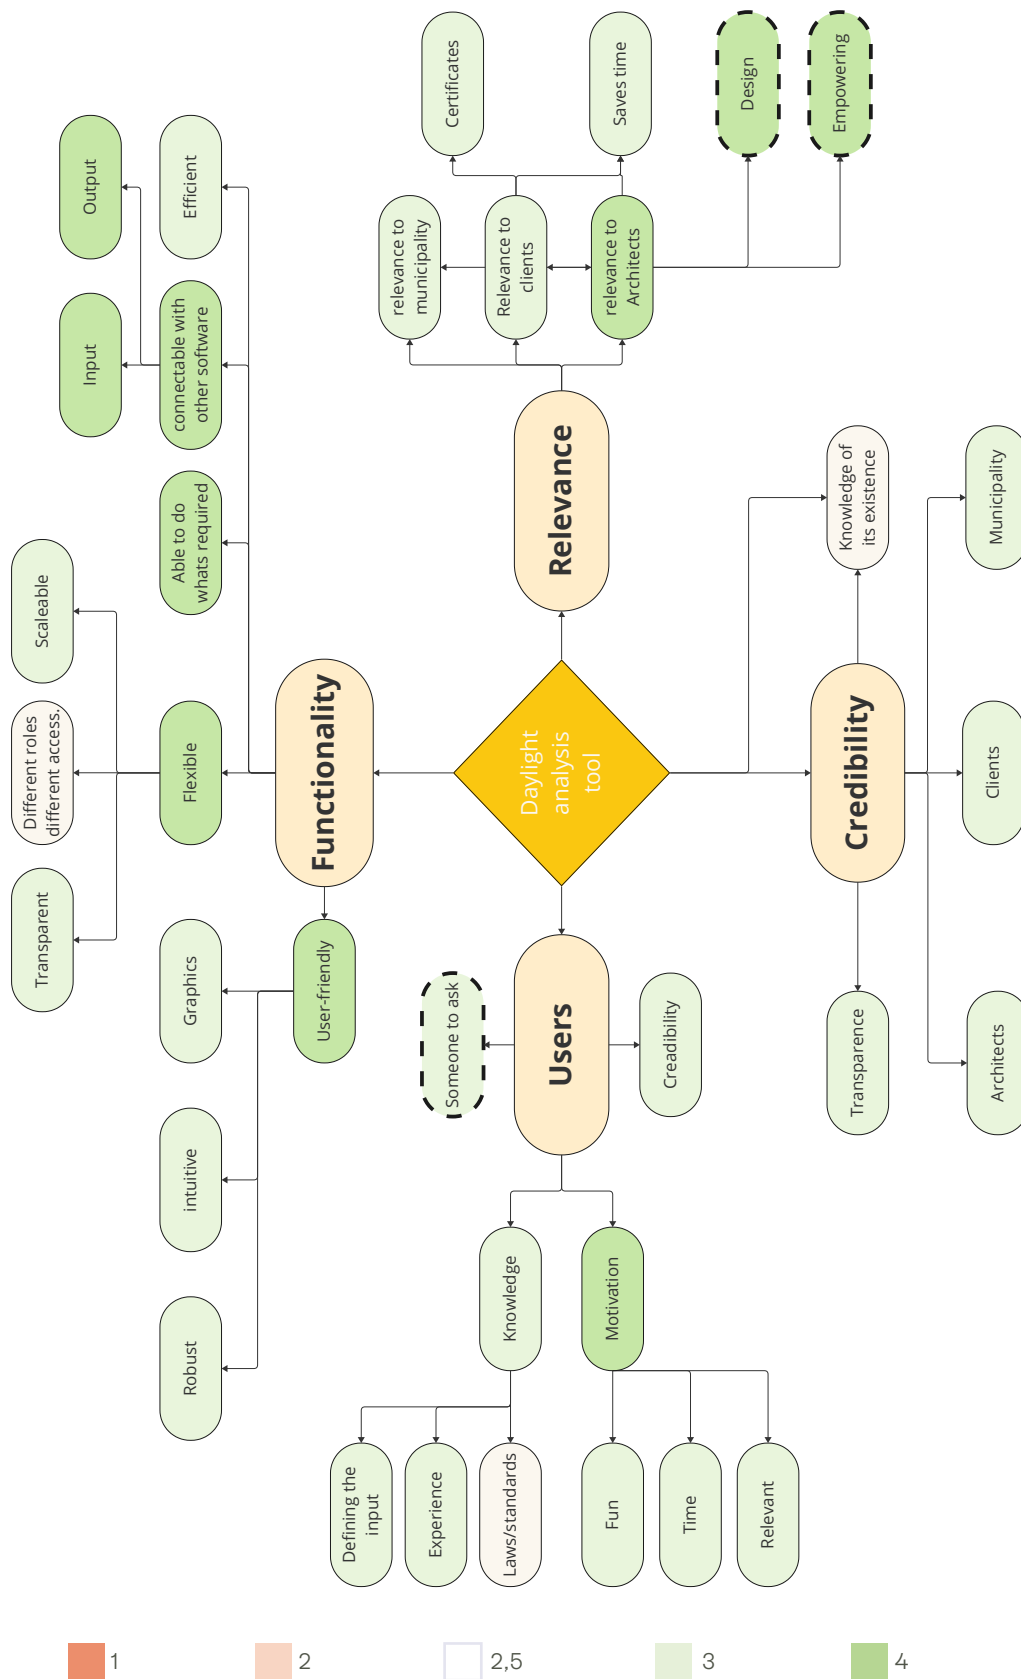 Daylight
analysis
tool
Functionality
User-friendly
Graphics
intuitive
Robust
Flexible
Transparent
Different roles
different access.
Scaleable
Able to do
whats required
connectable with
other software
Input
Output
Efficient
Relevance
relevance to
municipality
Relevance to
clients
relevance to
Architects
Certificates
Saves time
Design
Empowering
Users
Someone to ask
Creadibility
Knowledge
Defining the
input
Experience
Laws/standards
Motivation
Fun
Time
Relevant
Credibility
Transparence
Knowledge of
its existence
Architects
Clients
Municipality
1
2
2,5
3
4